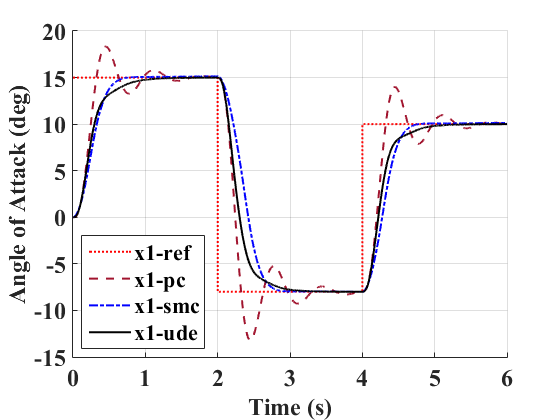 20
15
10
5
0
-5
-10
-15
Angle of Attack (deg)
x1-ref
x1-pc
x1-smc
x1-ude
0 1 2 3 4 5 6
Time (s)